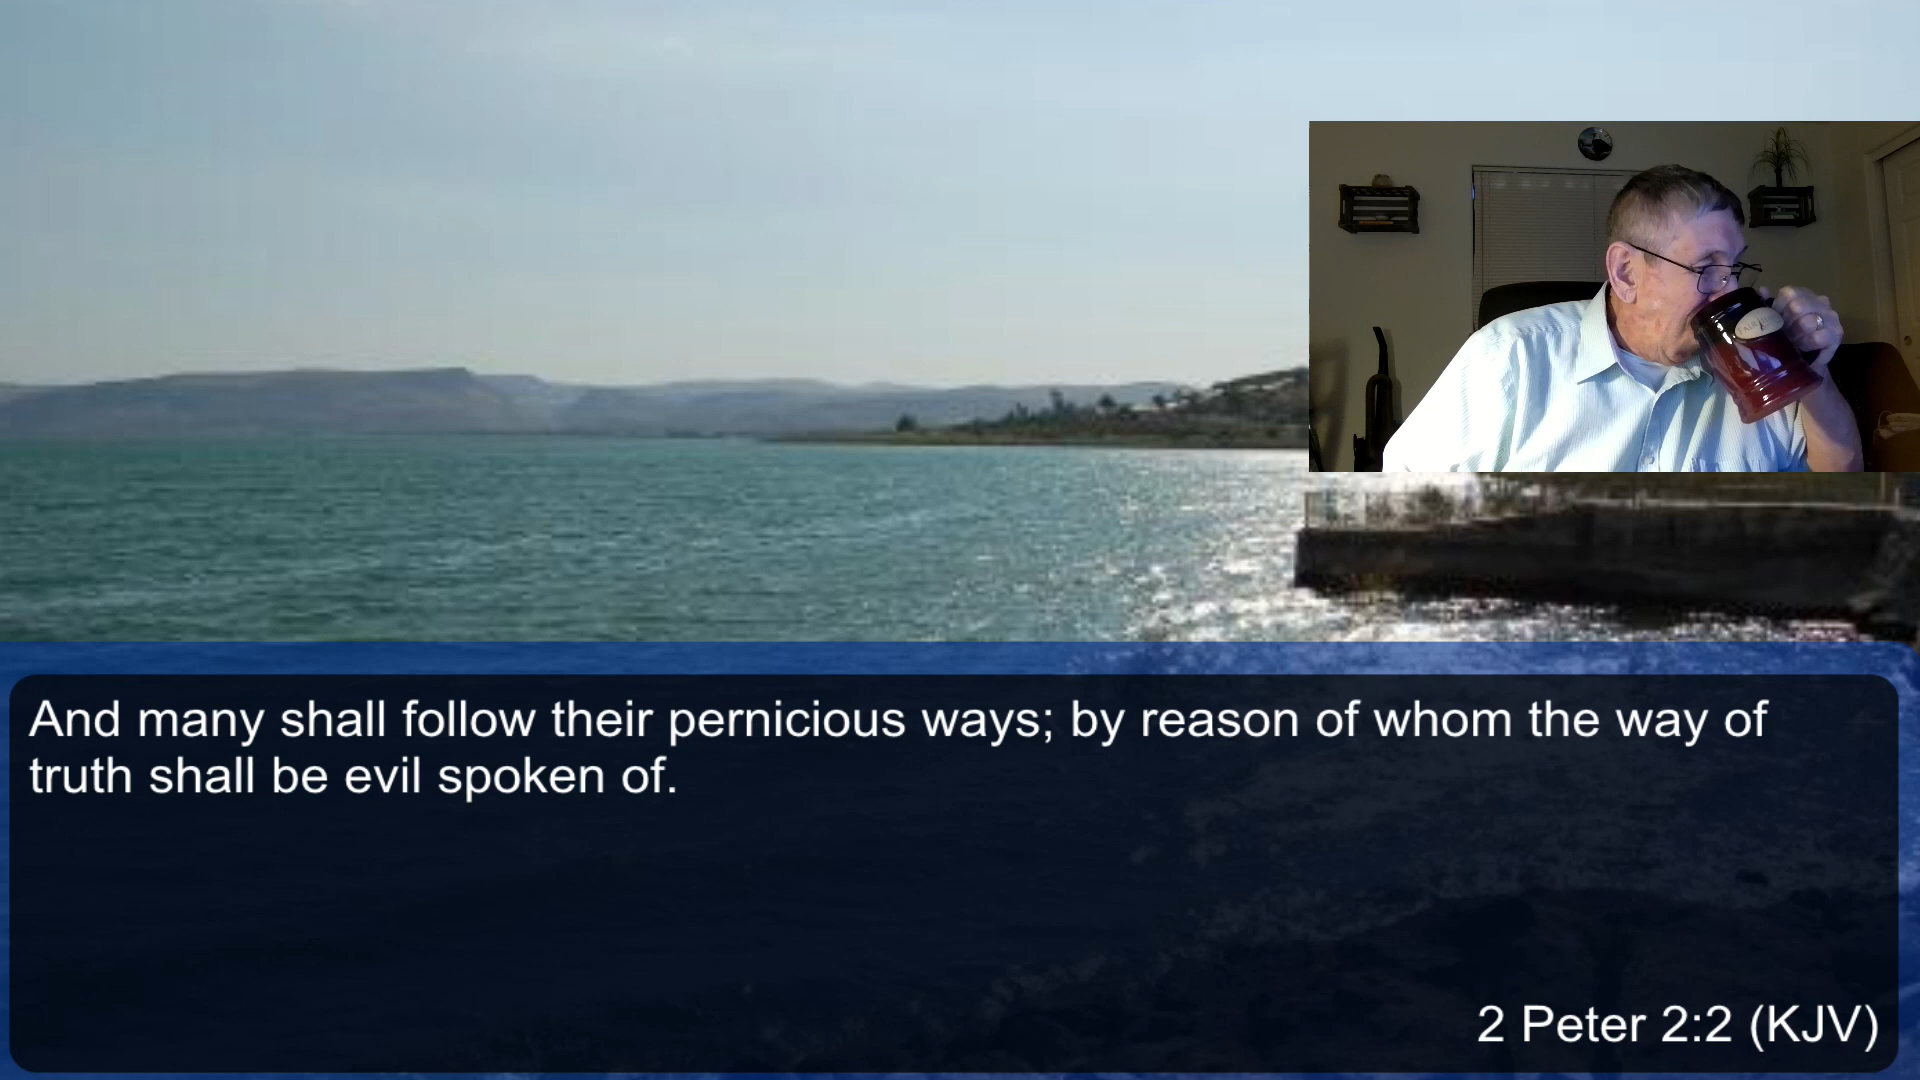 And many shall follow their pernicious ways; by reason of whom the way of
truth shall be evil spoken of.
2 Peter 2:2 (KJV)